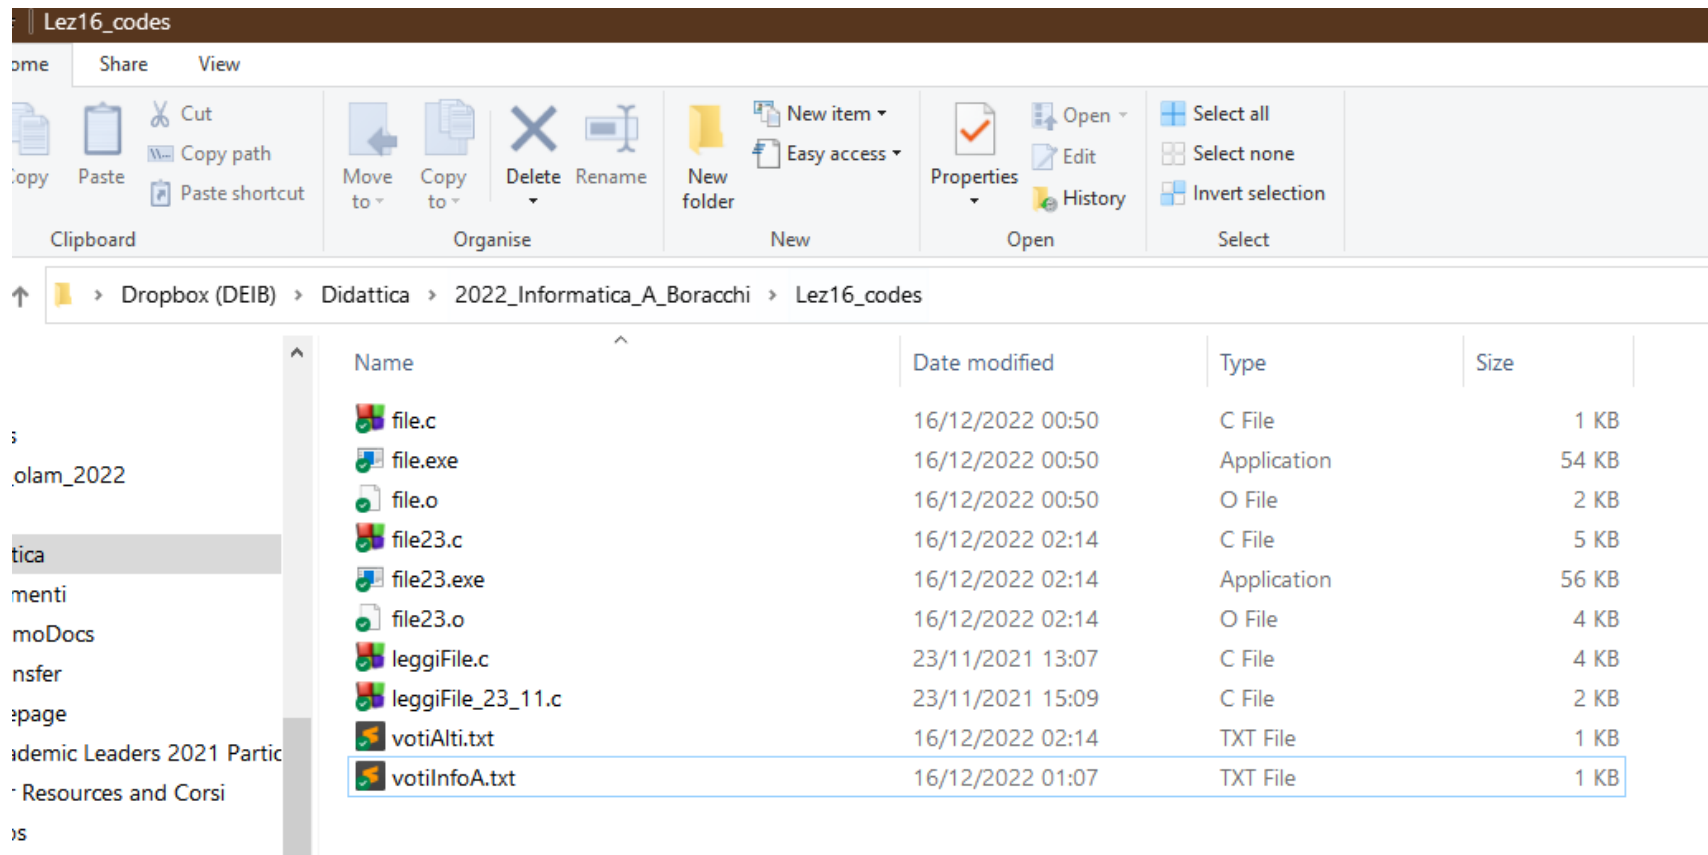 Lez16_codes
ome Share View
Cut
Copy path
Paste shortcut
opy Paste
Move to
Copy to
Delete Rename
New folder
New item
Easy access
Properties
Open
Edit
History
Select all
Select none
Invert selection
Clipboard Organise New Open Select
Dropbox (DEIB) Didattica 2022_Informatica_A_Boracchi Lez16_codes
Name Date modified Type Size
file.c 16/12/2022 00:50 C File 1 KB
file.exe 16/12/2022 00:50 Application 54 KB
file.o 16/12/2022 00:50 O File 2 KB
file23.c 16/12/2022 02:14 C File 5 KB
file23.exe 16/12/2022 02:14 Application 56 KB
file23.o 16/12/2022 02:14 O File 4 KB
leggiFile.c 23/11/2021 13:07 C File 4 KB
leggiFile_23_11.c 23/11/2021 15:09 C File 2 KB
votiAlti.txt 16/12/2022 02:14 TXT File 1 KB
votiInfoA.txt 16/12/2022 01:07 TXT File 1 KB
s
olam_2022
tica
menti
moDocs
nsfer
epage
ademic Leaders 2021 Partic
r Resources and Corsi
os